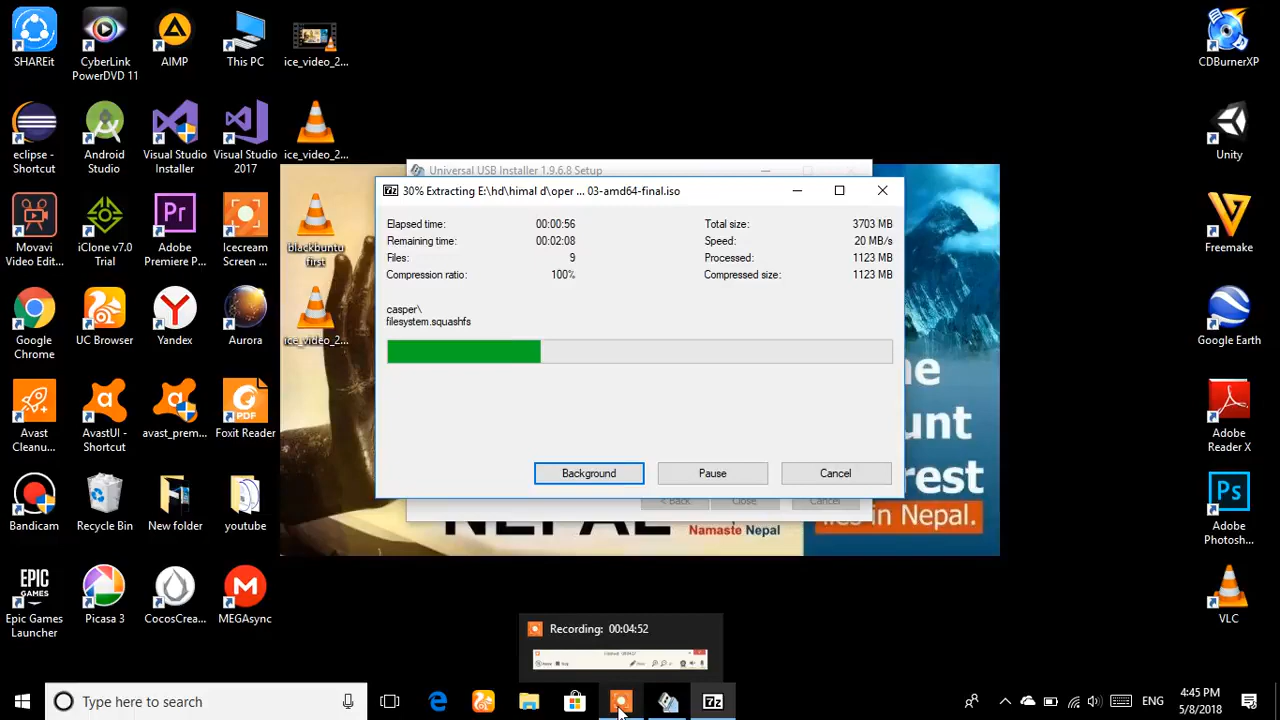 SHAREit
CyberLink
PowerDVD 11
AIMP
This PC
ice_video_2...
CDBurnerXP
eclipse -
Shortcut
Android
Studio
Visual Studio
Installer
Visual Studio
2017
ice_video_2...
Unity
Movavi
Video Edit...
iClone v7.0
Trial
Adobe
Premiere P...
Icecream
Screen ...
blackbuntu
first
Freemake
Google
Chrome
UC Browser
Yandex
Aurora
ice_video_2...
Google Earth
Avast
Cleanu...
AvastUI -
Shortcut
avast_prem...
Foxit Reader
Adobe
Reader X
Bandicam
Recycle Bin
New folder
youtube
Adobe
Photosh...
Epic Games
Launcher
Picasa 3
CocosCrea...
MEGAsync
VLC
Universal USB Installer 1.9.6.8 Setup
30% Extracting E:\hd\himal d\oper ... 03-amd64-final.iso
Elapsed time: 00:00:56 Total size: 3703 MB
Remaining time: 00:02:08 Speed: 20 MB/s
Files: 9 Processed: 1123 MB
Compression ratio: 100% Compressed size: 1123 MB
casper\
filesystem.squashfs
Background Pause Cancel
< Back Close Cancel
NEPAL
Namaste Nepal
lies in Nepal.
Recording: 00:04:52
Type here to search
ENG
4:45 PM
5/8/2018